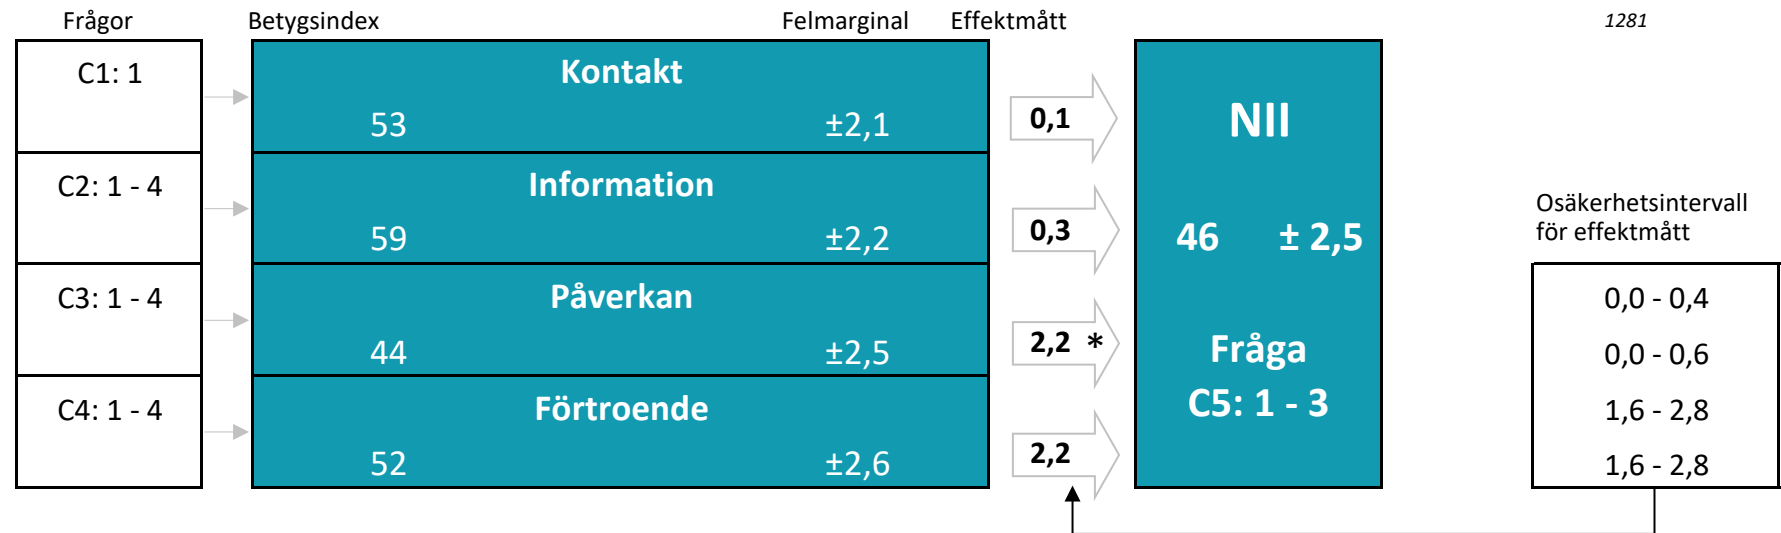 Frågor Betygsindex Felmarginal Effektmått 1281
C1: 1 Kontakt
53 ±2,1 0,1
C2: 1 - 4 Information
59 ±2,2 0,3
C3: 1 - 4 Påverkan
44 ±2,5 2,2 *
C4: 1 - 4 Förtroende
52 ±2,6 2,2
NII
46 ± 2,5
Fråga
C5: 1 - 3
Osäkerhetsintervall
för effektmått
0,0 - 0,4
0,0 - 0,6
1,6 - 2,8
1,6 - 2,8